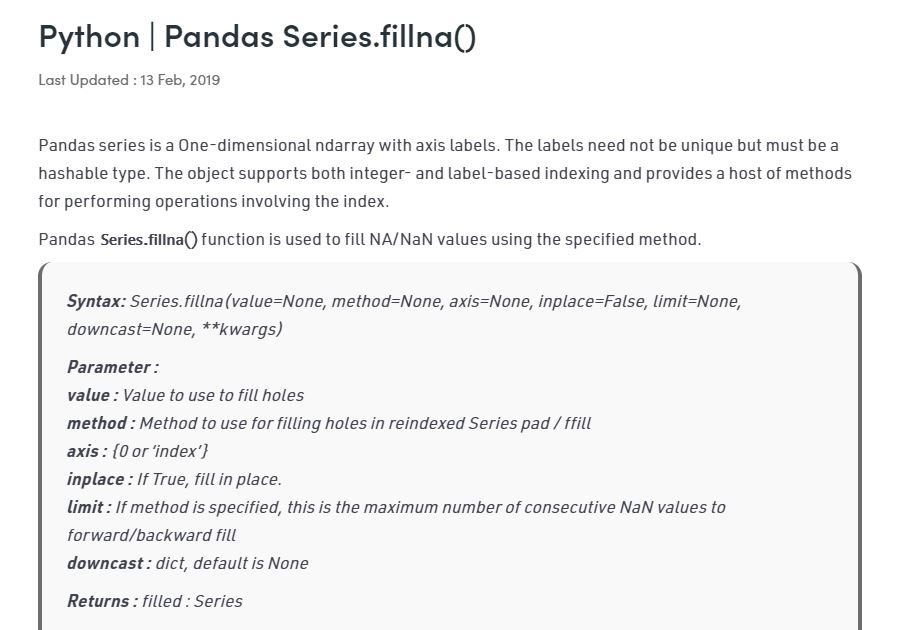 Python | Pandas Series.fillna()
Last Updated : 13 Feb, 2019
Pandas series is a One-dimensional ndarray with axis labels. The labels need not be unique but must be a
hashable type. The object supports both integer- and label-based indexing and provides a host of methods
for performing operations involving the index.
Pandas Series.fillna() function is used to fill NA/NaN values using the specified method.
Syntax: Series.fillna(value=None, method=None, axis=None, inplace=False, limit=None,
downcast=None, **kwargs)
Parameter :
value : Value to use to fill holes
method : Method to use for filling holes in reindexed Series pad / ffill
axis : {0 or ‘index’}
inplace : If True, fill in place.
limit : If method is specified, this is the maximum number of consecutive NaN values to
forward/backward fill
downcast : dict, default is None
Returns : filled : Series